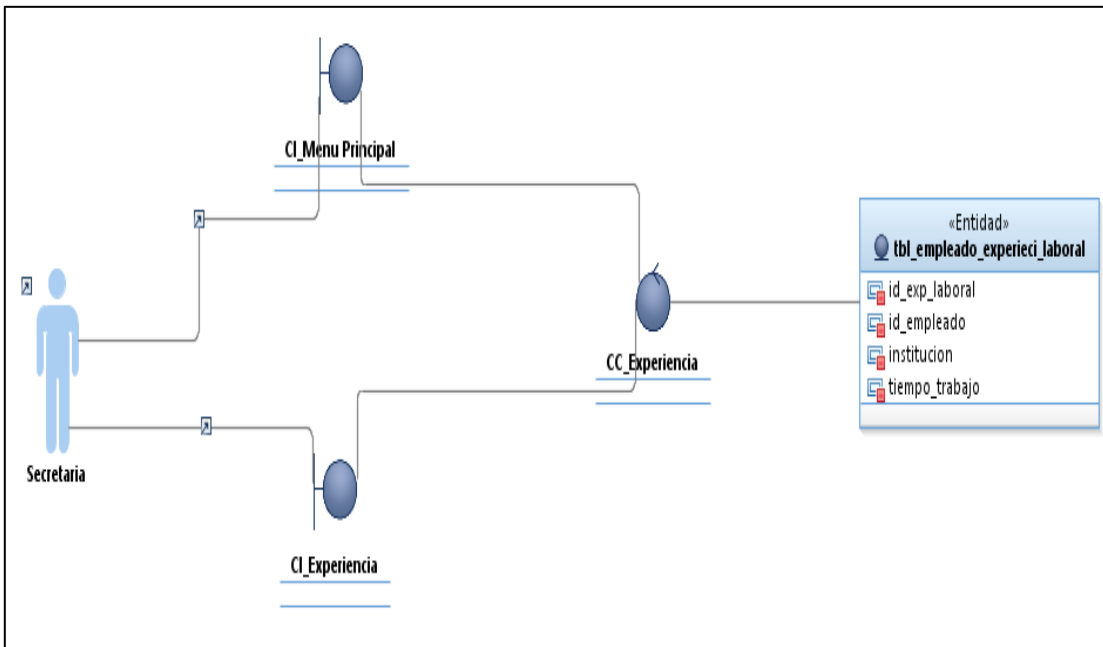 CI_Menu Principal
«Entidad»
tbl_empleado_experieci_laboral
id_exp_laboral
id_empleado
institucion
tiempo_trabajo
CC_Experiencia
Secretaria
CI_Experiencia